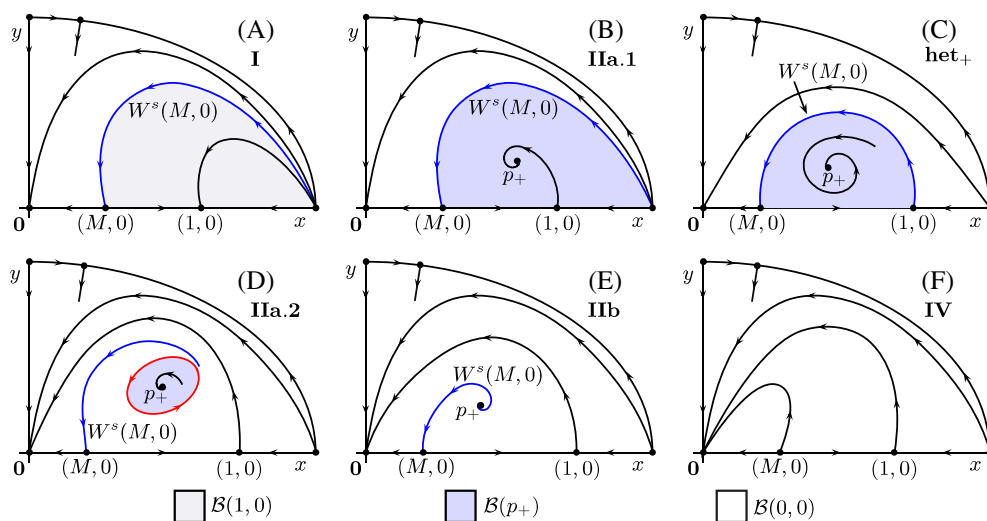 (A)
I
y
W^s(M, 0)
0
(M, 0)
(1, 0)
x
(B)
IIa.1
y
W^s(M, 0)
p_+
0
(M, 0)
(1, 0)
x
(C)
het_+
y
W^s(M, 0)
p_+
0
(M, 0)
(1, 0)
x
(D)
IIa.2
y
p_+
W^s(M, 0)
0
(M, 0)
(1, 0)
x
(E)
IIb
y
W^s(M, 0)
p_+
0
(M, 0)
(1, 0)
x
(F)
IV
y
0
(M, 0)
(1, 0)
x
𝓑(1, 0)
𝓑(p_+)
𝓑(0, 0)